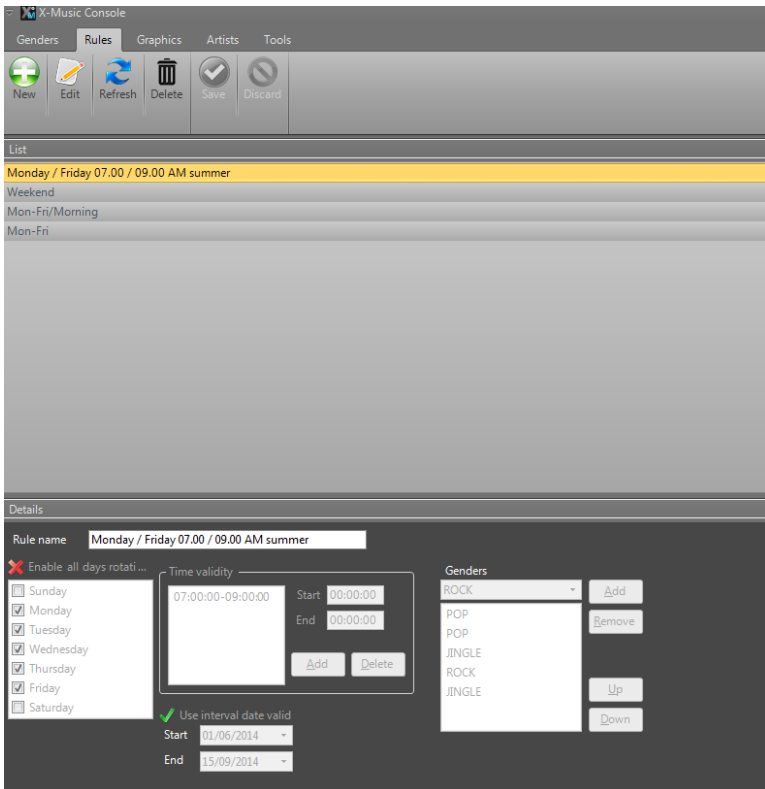 X-Music Console
Genders Rules Graphics Artists Tools
New Edit Refresh Delete Save Discard
List
Monday / Friday 07.00 / 09.00 AM summer
Weekend
Mon-Fri/Morning
Mon-Fri
Details
Rule name Monday / Friday 07.00 / 09.00 AM summer
Enable all days rotati ...
Sunday
Monday
Tuesday
Wednesday
Thursday
Friday
Saturday
Time validity
07:00:00-09:00:00
Start 00:00:00
End 00:00:00
Add Delete
Use interval date valid
Start 01/06/2014
End 15/09/2014
Genders
ROCK Add
POP
POP
JINGLE
ROCK
JINGLE
Remove
Up
Down